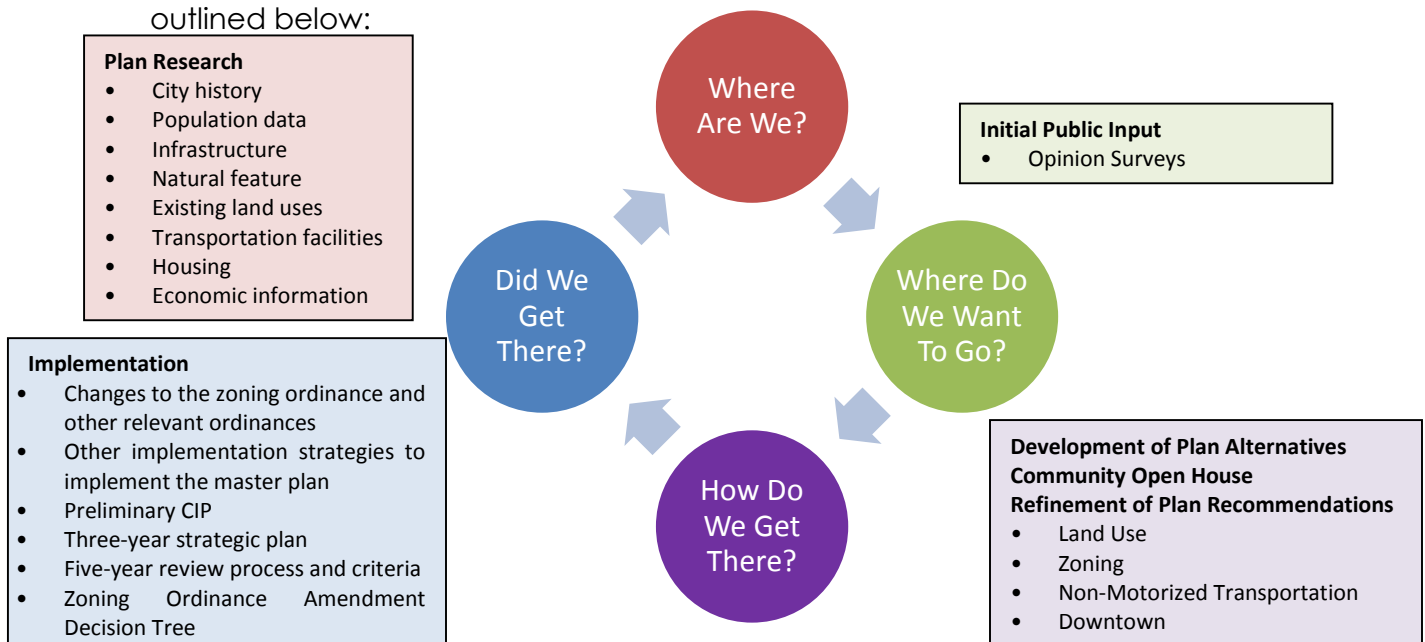 outlined below:
Plan Research
• City history
• Population data
• Infrastructure
• Natural feature
• Existing land uses
• Transportation facilities
• Housing
• Economic information
Where
Are We?
Initial Public Input
• Opinion Surveys
Did We
Get
There?
Where Do
We Want
To Go?
Implementation
• Changes to the zoning ordinance and
other relevant ordinances
• Other implementation strategies to
implement the master plan
• Preliminary CIP
• Three-year strategic plan
• Five-year review process and criteria
• Zoning Ordinance Amendment
Decision Tree
How Do
We Get
There?
Development of Plan Alternatives
Community Open House
Refinement of Plan Recommendations
• Land Use
• Zoning
• Non-Motorized Transportation
• Downtown